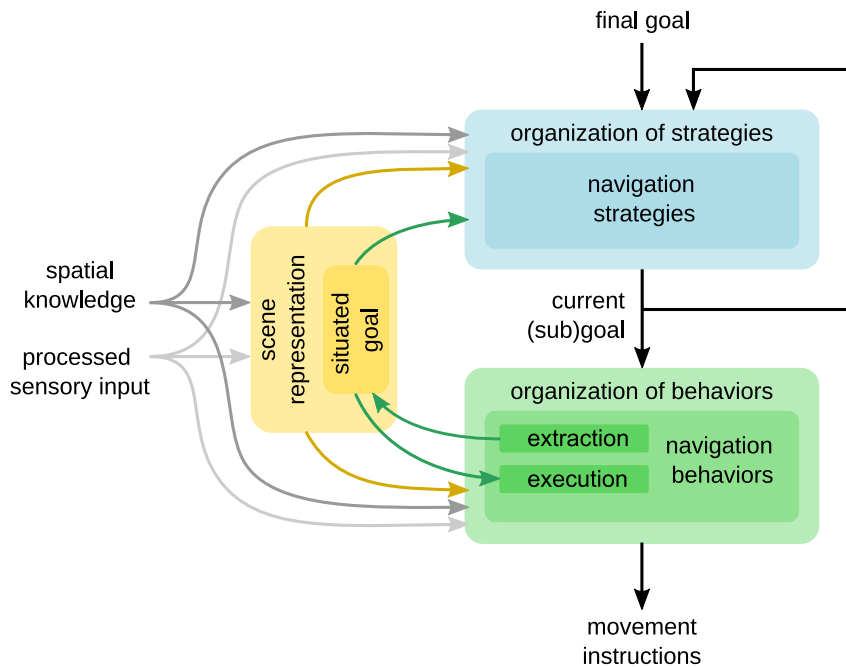 final goal
organization of strategies
navigation
strategies
spatial
knowledge
processed
sensory input
scene
representation
situated
goal
current
(sub)goal
organization of behaviors
extraction
execution
navigation
behaviors
movement
instructions